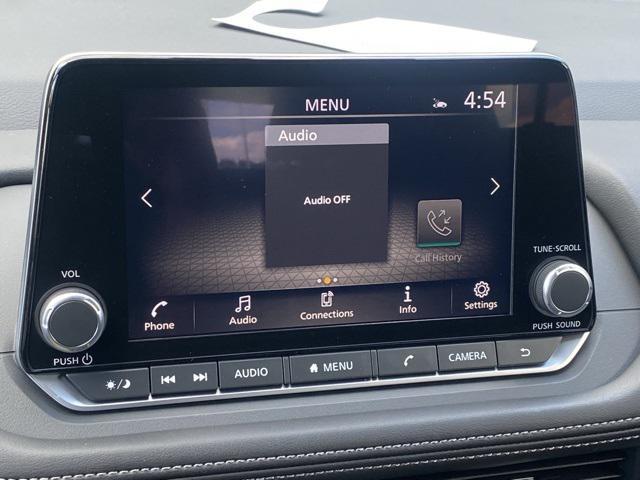 MENU
4:54
Audio
Audio OFF
Call History
VOL
PUSH
TUNE·SCROLL
PUSH SOUND
Phone
Audio
Connections
Info
Settings
AUDIO
MENU
CAMERA